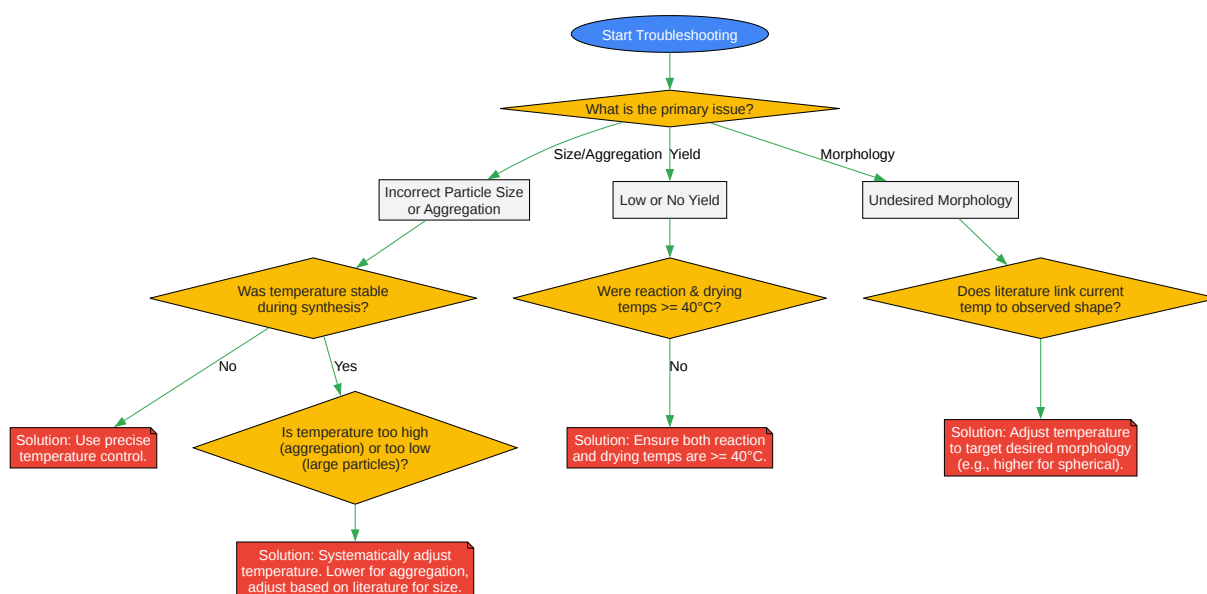 Start Troubleshooting
What is the primary issue?
Size/Aggregation
Yield
Morphology
Incorrect Particle Size
or Aggregation
Low or No Yield
Undesired Morphology
Was temperature stable
during synthesis?
Were reaction & drying
temps >= 40°C?
Does literature link current
temp to observed shape?
No
Yes
No
Solution: Use precise
temperature control.
Is temperature too high
(aggregation) or too low
(large particles)?
Solution: Ensure both reaction
and drying temps are >= 40°C.
Solution: Adjust temperature
to target desired morphology
(e.g., higher for spherical).
Solution: Systematically adjust
temperature. Lower for aggregation,
adjust based on literature for size.